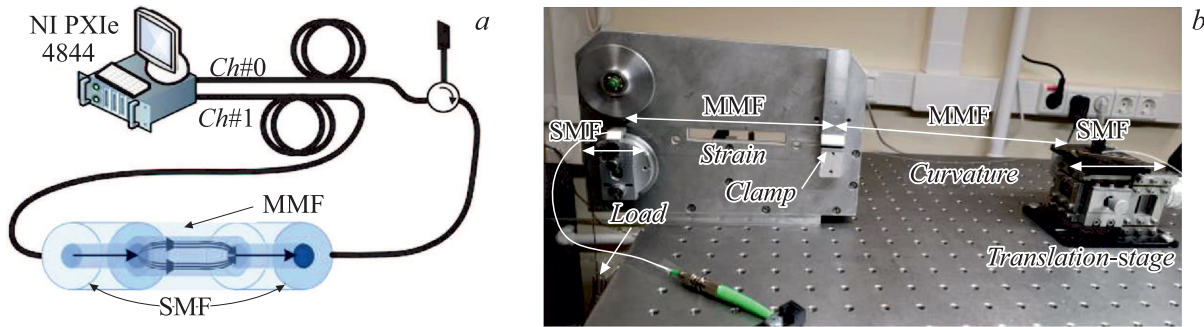 NI PXIe
4844
Ch#0
Ch#1
MMF
SMF
a
b
MMF
MMF
SMF
SMF
Strain
Clamp
Curvature
Load
Translation-stage